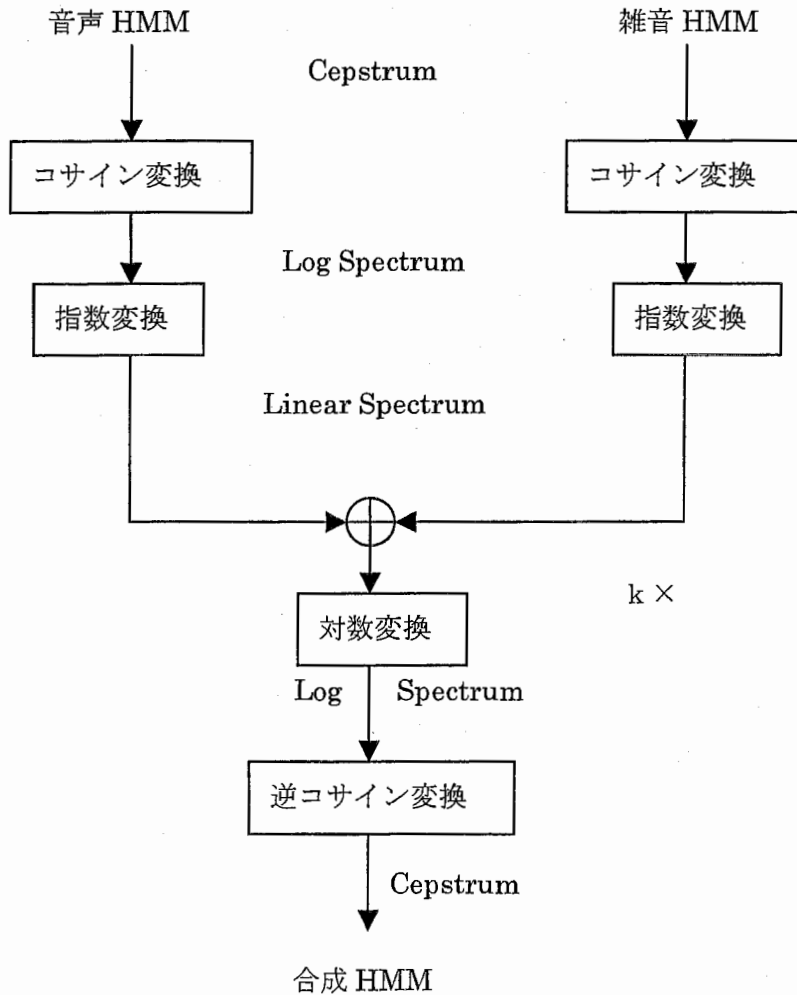 音声 HMM
雑音 HMM
Cepstrum
コサイン変換
コサイン変換
Log Spectrum
指数変換
指数変換
Linear Spectrum
k ×
対数変換
Log Spectrum
逆コサイン変換
Cepstrum
合成 HMM